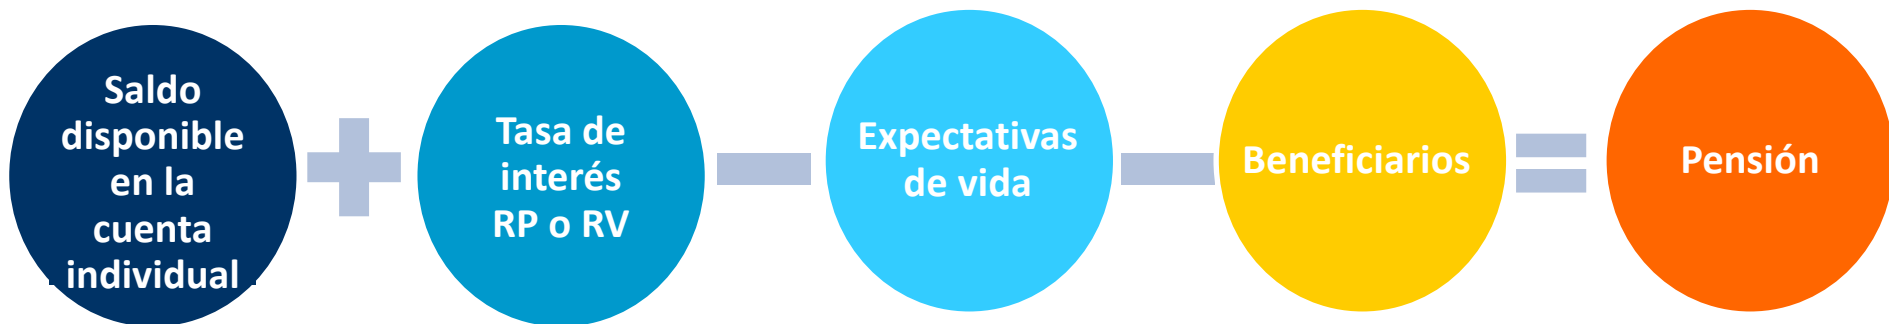 Saldo
disponible
en la
cuenta
individual
Tasa de
interés
RP o RV
Expectativas
de vida
Beneficiarios
Pensión